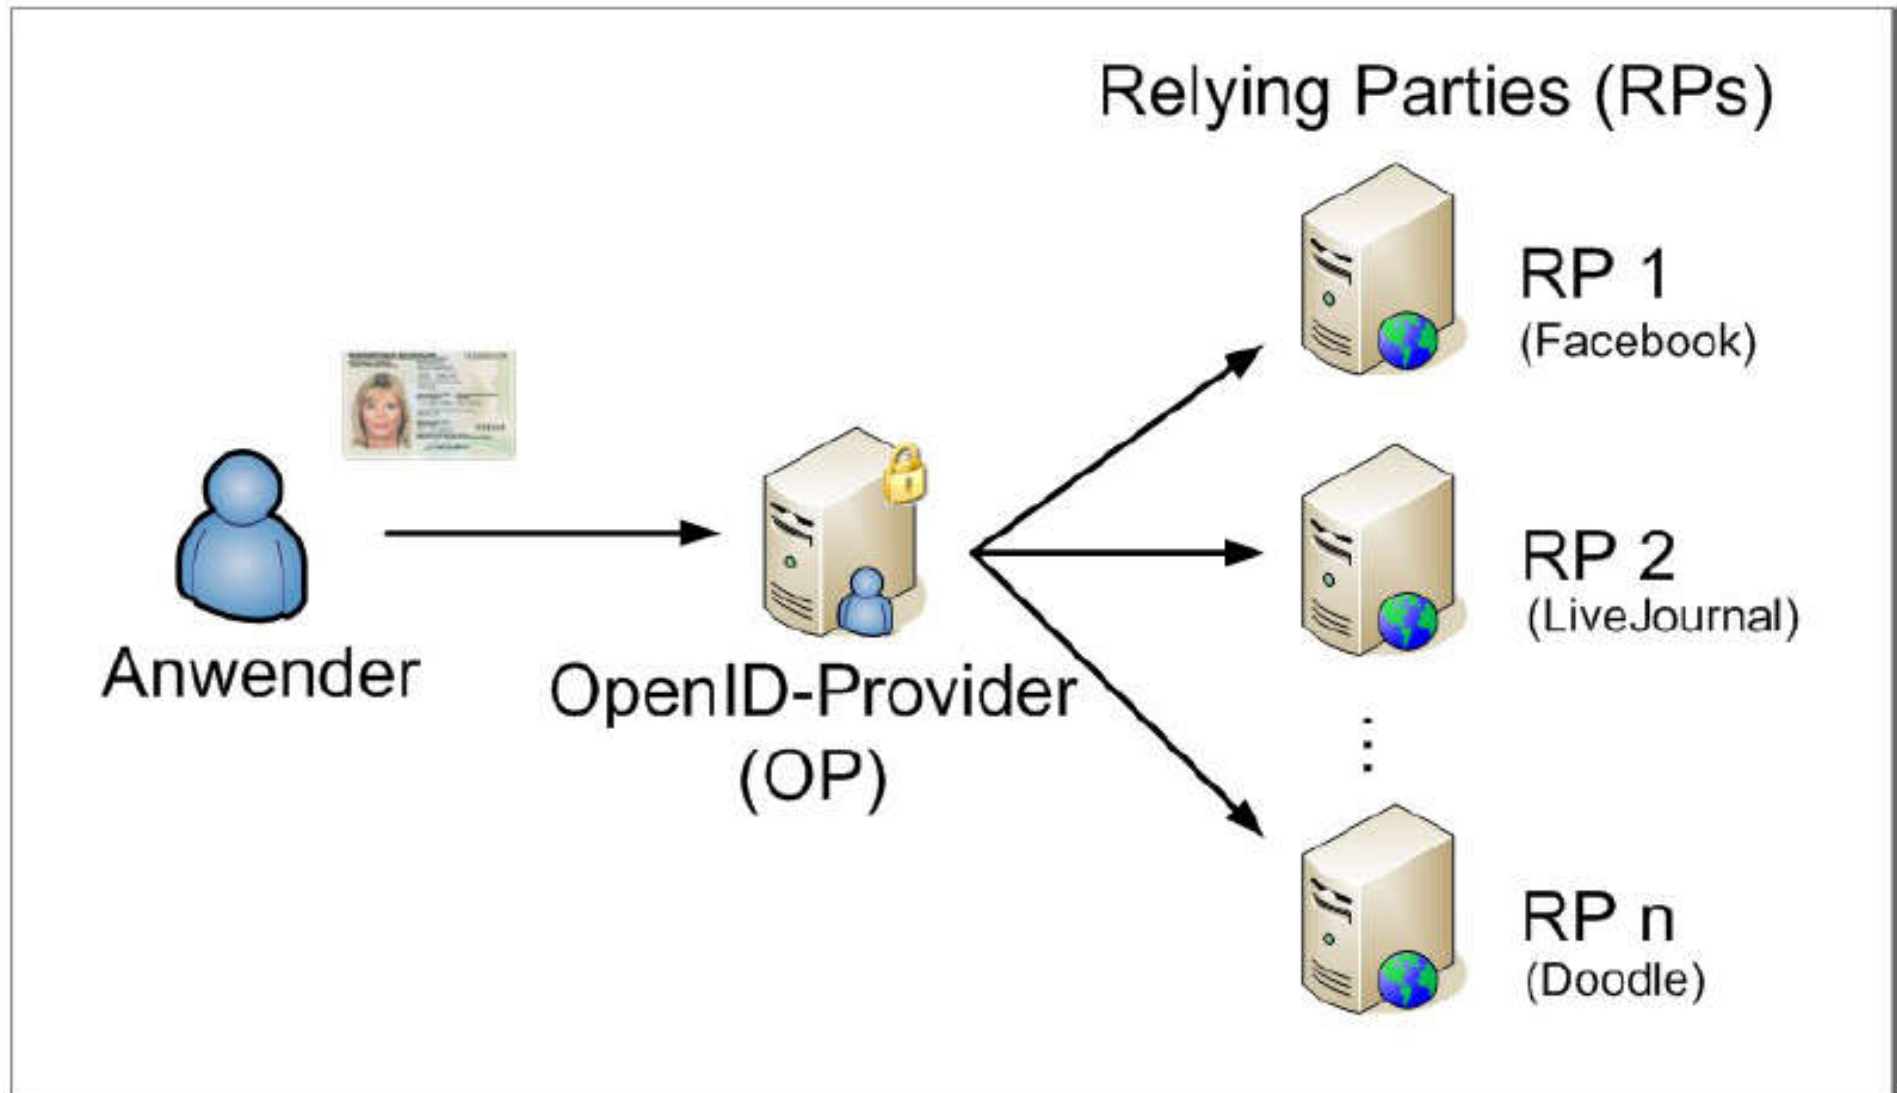 Relying Parties (RPs)
RP 1
(Facebook)
Anwender
OpenID-Provider
(OP)
RP 2
(LiveJournal)
RP n
(Doodle)